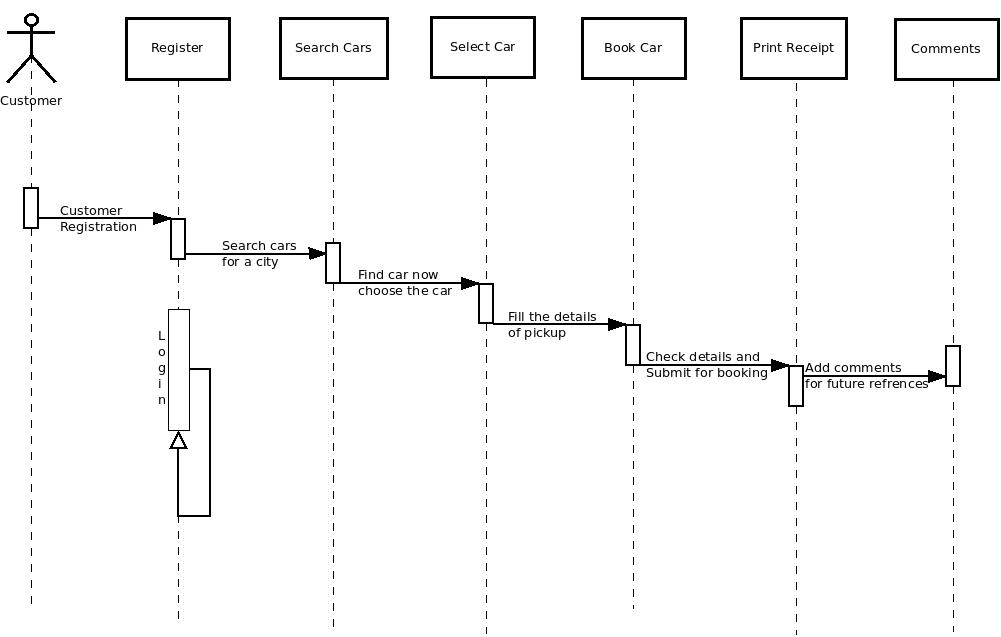 Register
Search Cars
Select Car
Book Car
Print Receipt
Comments
Customer
Customer
Registration
Search cars
for a city
Find car now
choose the car
Fill the details
of pickup
Check details and
Submit for booking
Add comments
for future refrences
L
o
g
i
n